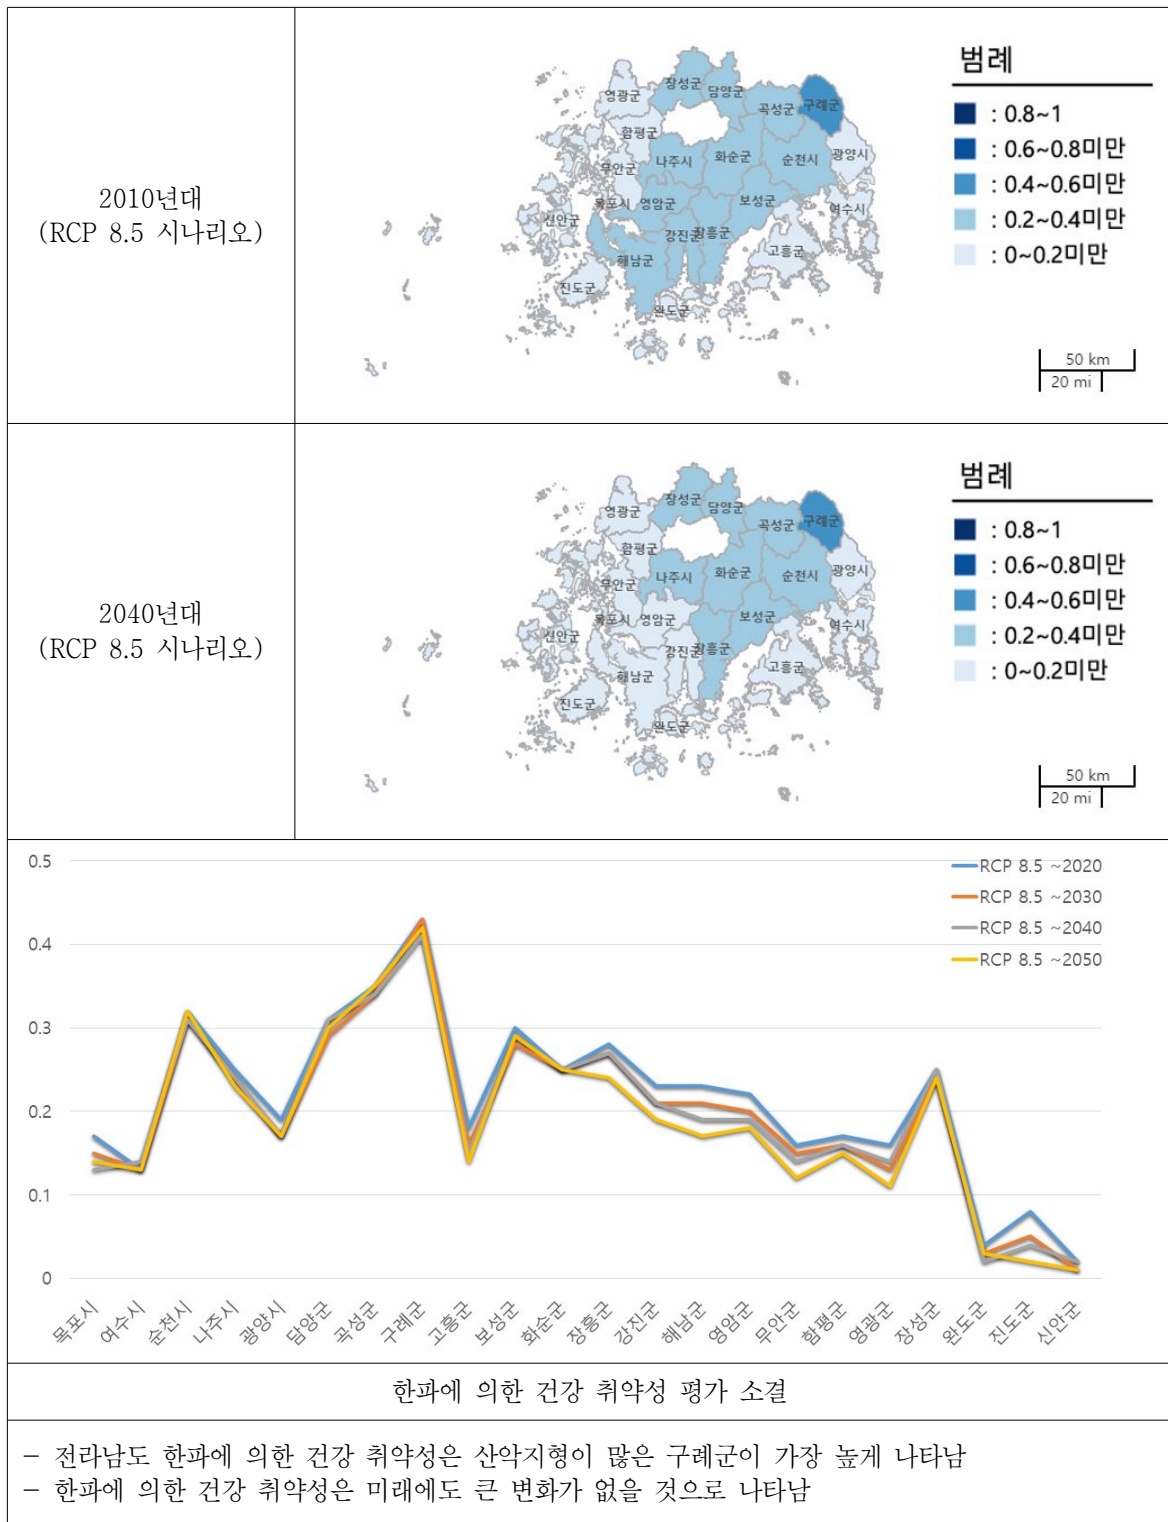 2010년대
(RCP 8.5 시나리오)
영광군
장성군
담양군
곡성군
구례군
함평군
나주시
화순군
순천시
광양시
무안군
목포시
영암군
보성군
여수시
신안군
강진군
장흥군
고흥군
해남군
진도군
완도군
범례
: 0.8~1
: 0.6~0.8미만
: 0.4~0.6미만
: 0.2~0.4미만
: 0~0.2미만
50 km
20 mi
2040년대
(RCP 8.5 시나리오)
영광군
장성군
담양군
곡성군
구례군
함평군
나주시
화순군
순천시
광양시
무안군
목포시
영암군
보성군
여수시
신안군
강진군
장흥군
고흥군
해남군
진도군
완도군
범례
: 0.8~1
: 0.6~0.8미만
: 0.4~0.6미만
: 0.2~0.4미만
: 0~0.2미만
50 km
20 mi
0.5
0.4
0.3
0.2
0.1
0
RCP 8.5 ~2020
RCP 8.5 ~2030
RCP 8.5 ~2040
RCP 8.5 ~2050
목포시
여수시
순천시
나주시
광양시
담양군
곡성군
구례군
고흥군
보성군
화순군
장흥군
강진군
해남군
영암군
무안군
함평군
영광군
장성군
완도군
진도군
신안군
한파에 의한 건강 취약성 평가 소결
- 전라남도 한파에 의한 건강 취약성은 산악지형이 많은 구례군이 가장 높게 나타남
- 한파에 의한 건강 취약성은 미래에도 큰 변화가 없을 것으로 나타남